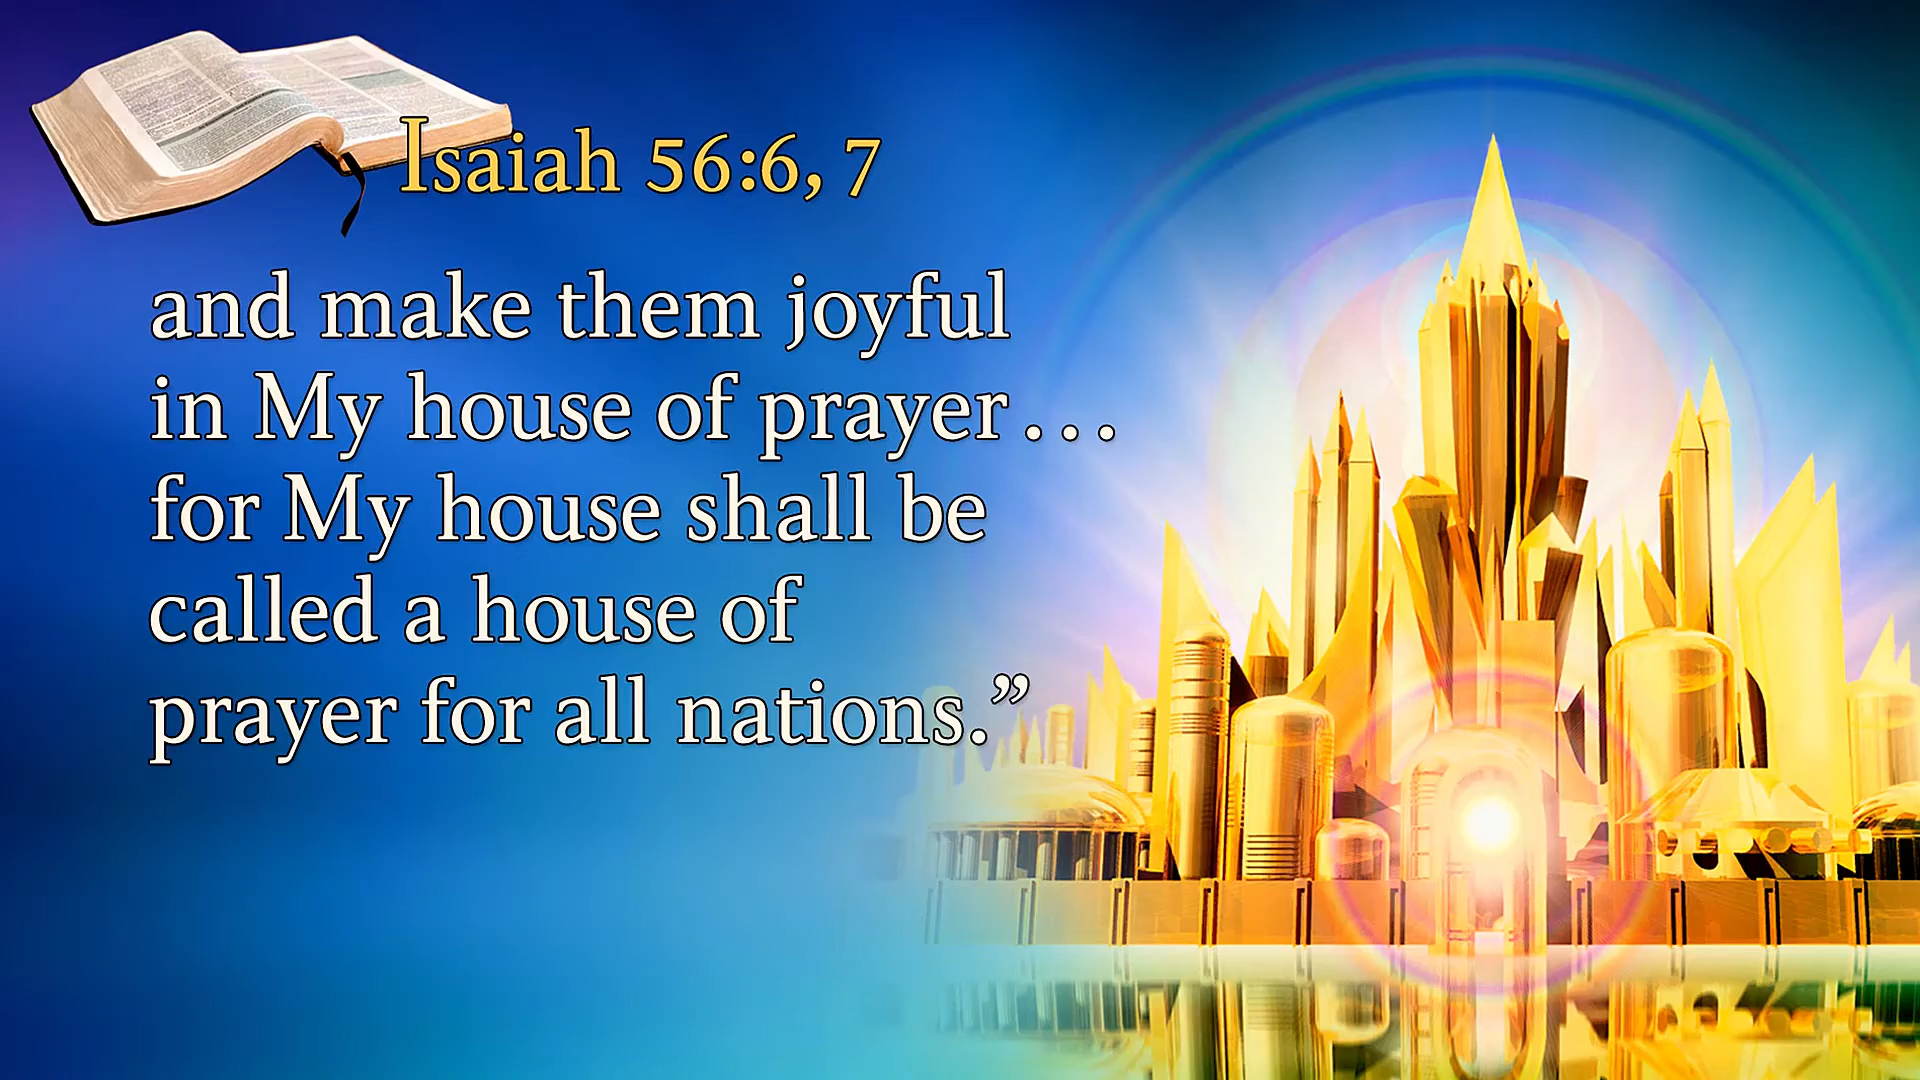 Isaiah 56:6, 7
and make them joyful
in My house of prayer...
for My house shall be
called a house of
prayer for all nations.”